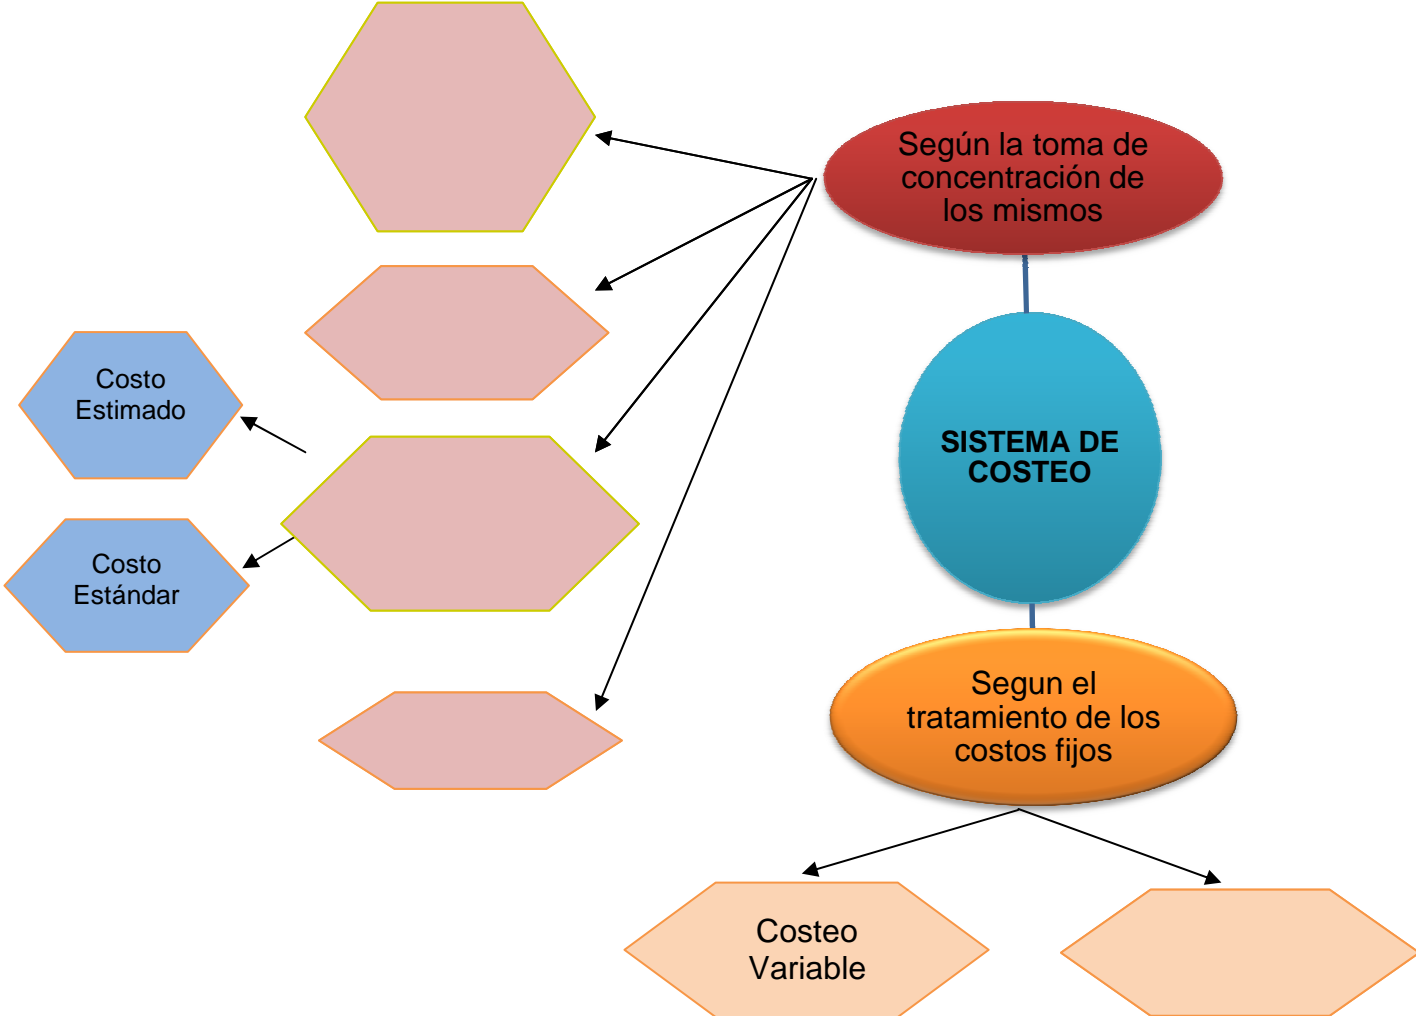 Según la toma de
concentración de
los mismos
Costo
Estimado
SISTEMA DE
COSTEO
Costo
Estándar
Segun el
tratamiento de los
costos fijos
Costeo
Variable